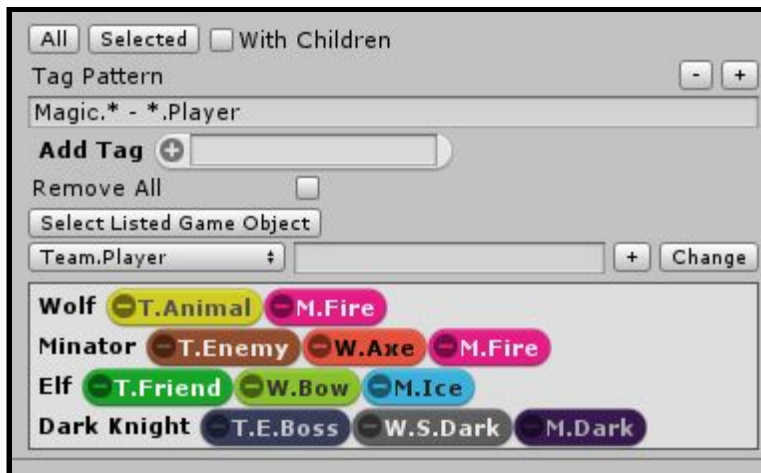 All Selected With Children
Tag Pattern - +
Magic.* - *.Player
Add Tag
Remove All
Select Listed Game Object
Team.Player + Change
Wolf T.Animal M.Fire
Minator T.Enemy W.Axe M.Fire
Elf T.Friend W.Bow M.Ice
Dark Knight T.E.Boss W.S.Dark M.Dark